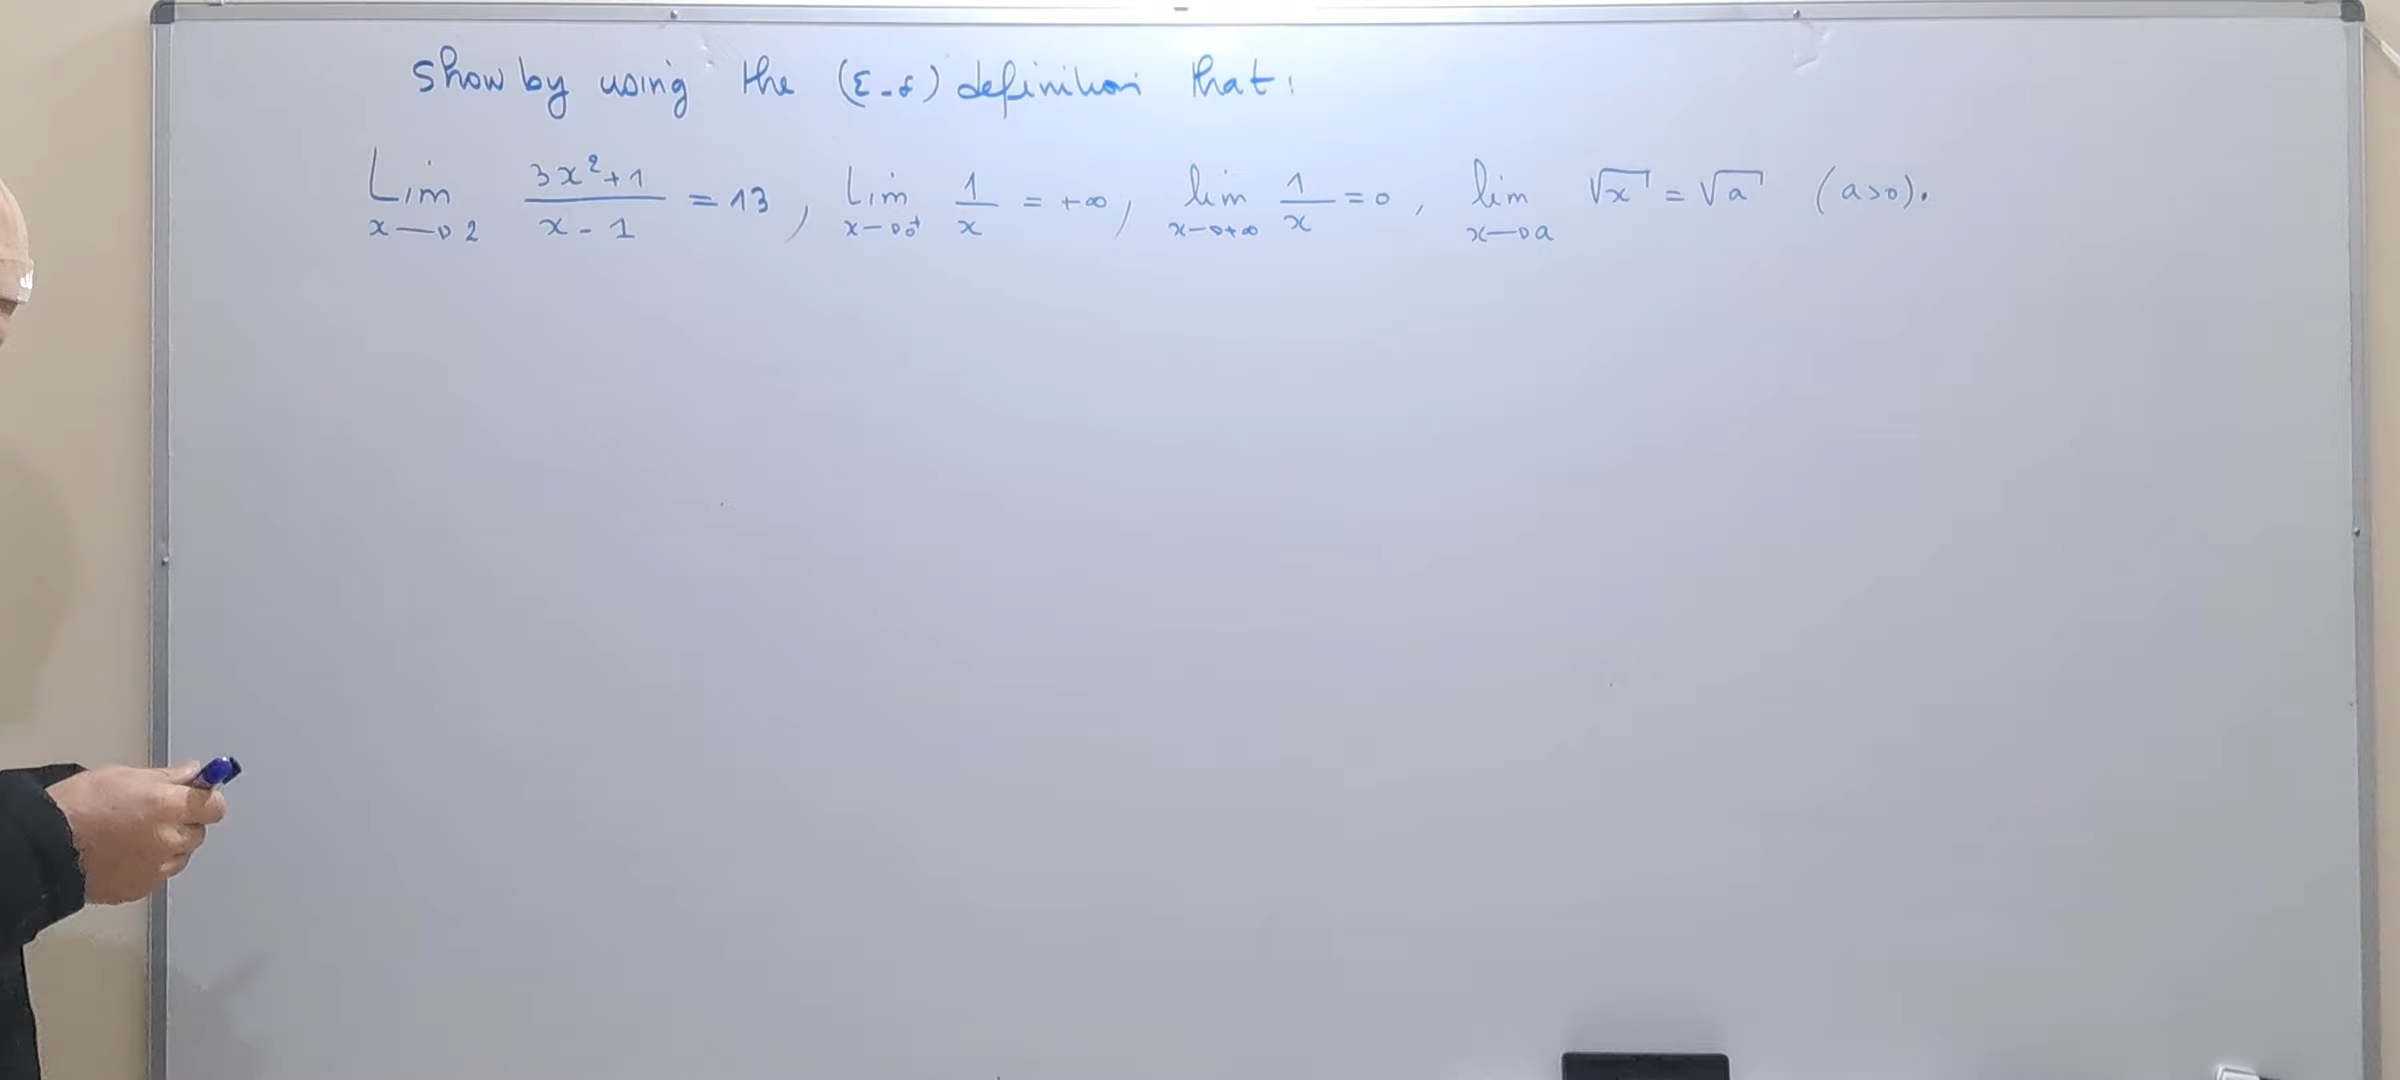 Show by using the (ε-δ) definition that:
Lim x→2 (3x²+1)/(x-1) = 13, Lim x→0⁺ 1/x = +∞, lim x→+∞ 1/x = 0, lim x→a √x = √a (a>0).